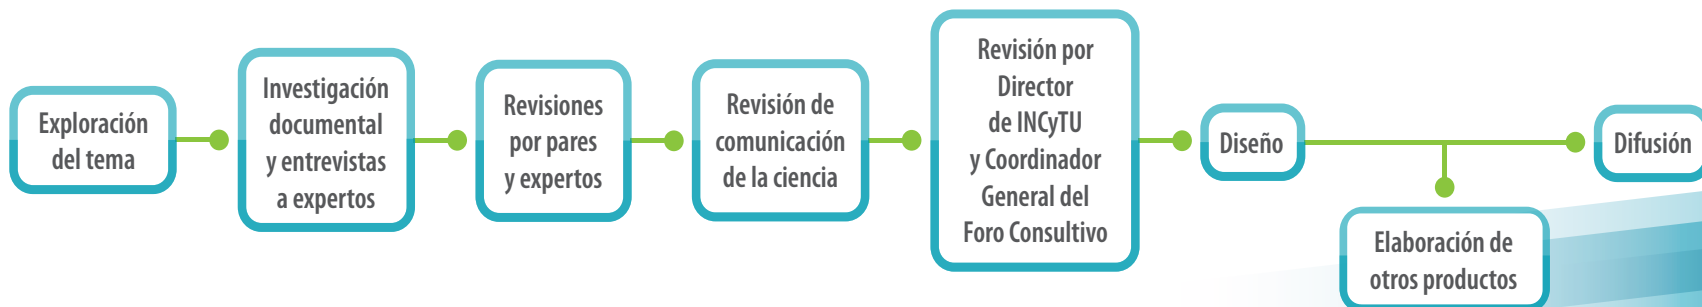 Exploración
del tema
Investigación
documental
y entrevistas
a expertos
Revisiones
por pares
y expertos
Revisión de
comunicación
de la ciencia
Revisión por
Director
de INCyTU
y Coordinador
General del
Foro Consultivo
Diseño
Elaboración de
otros productos
Difusión